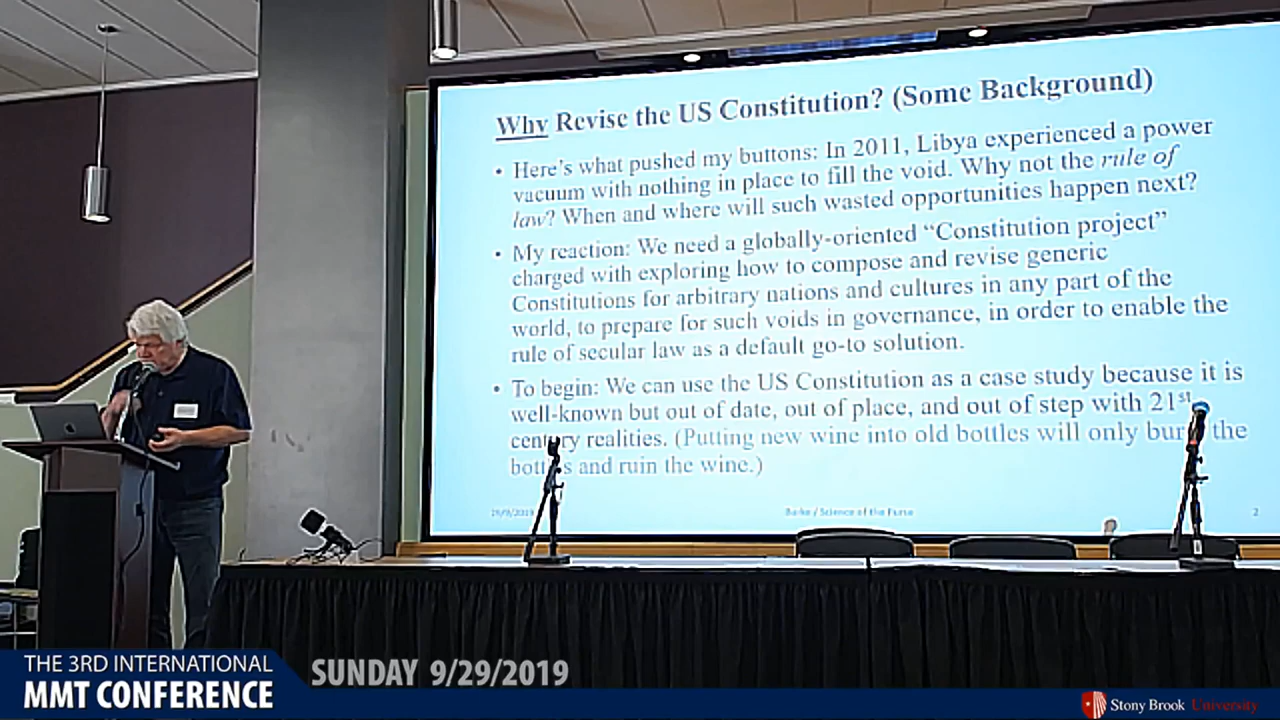 Why Revise the US Constitution? (Some Background)
• Here's what pushed my buttons: In 2011, Libya experienced a power
vacuum with nothing in place to fill the void. Why not the rule of
law? When and where will such wasted opportunities happen next?
• My reaction: We need a globally-oriented “Constitution project”
charged with exploring how to compose and revise generic
Constitutions for arbitrary nations and cultures in any part of the
world, to prepare for such voids in governance, in order to enable the
rule of secular law as a default go-to solution.
• To begin: We can use the US Constitution as a case study because it is
well-known but out of date, out of place, and out of step with 21st
century realities. (Putting new wine into old bottles will only the
and ruin the wine.)
/ Science of the Purse
2
THE 3RD INTERNATIONAL
MMT CONFERENCE
SUNDAY 9/29/2019
Stony Brook University